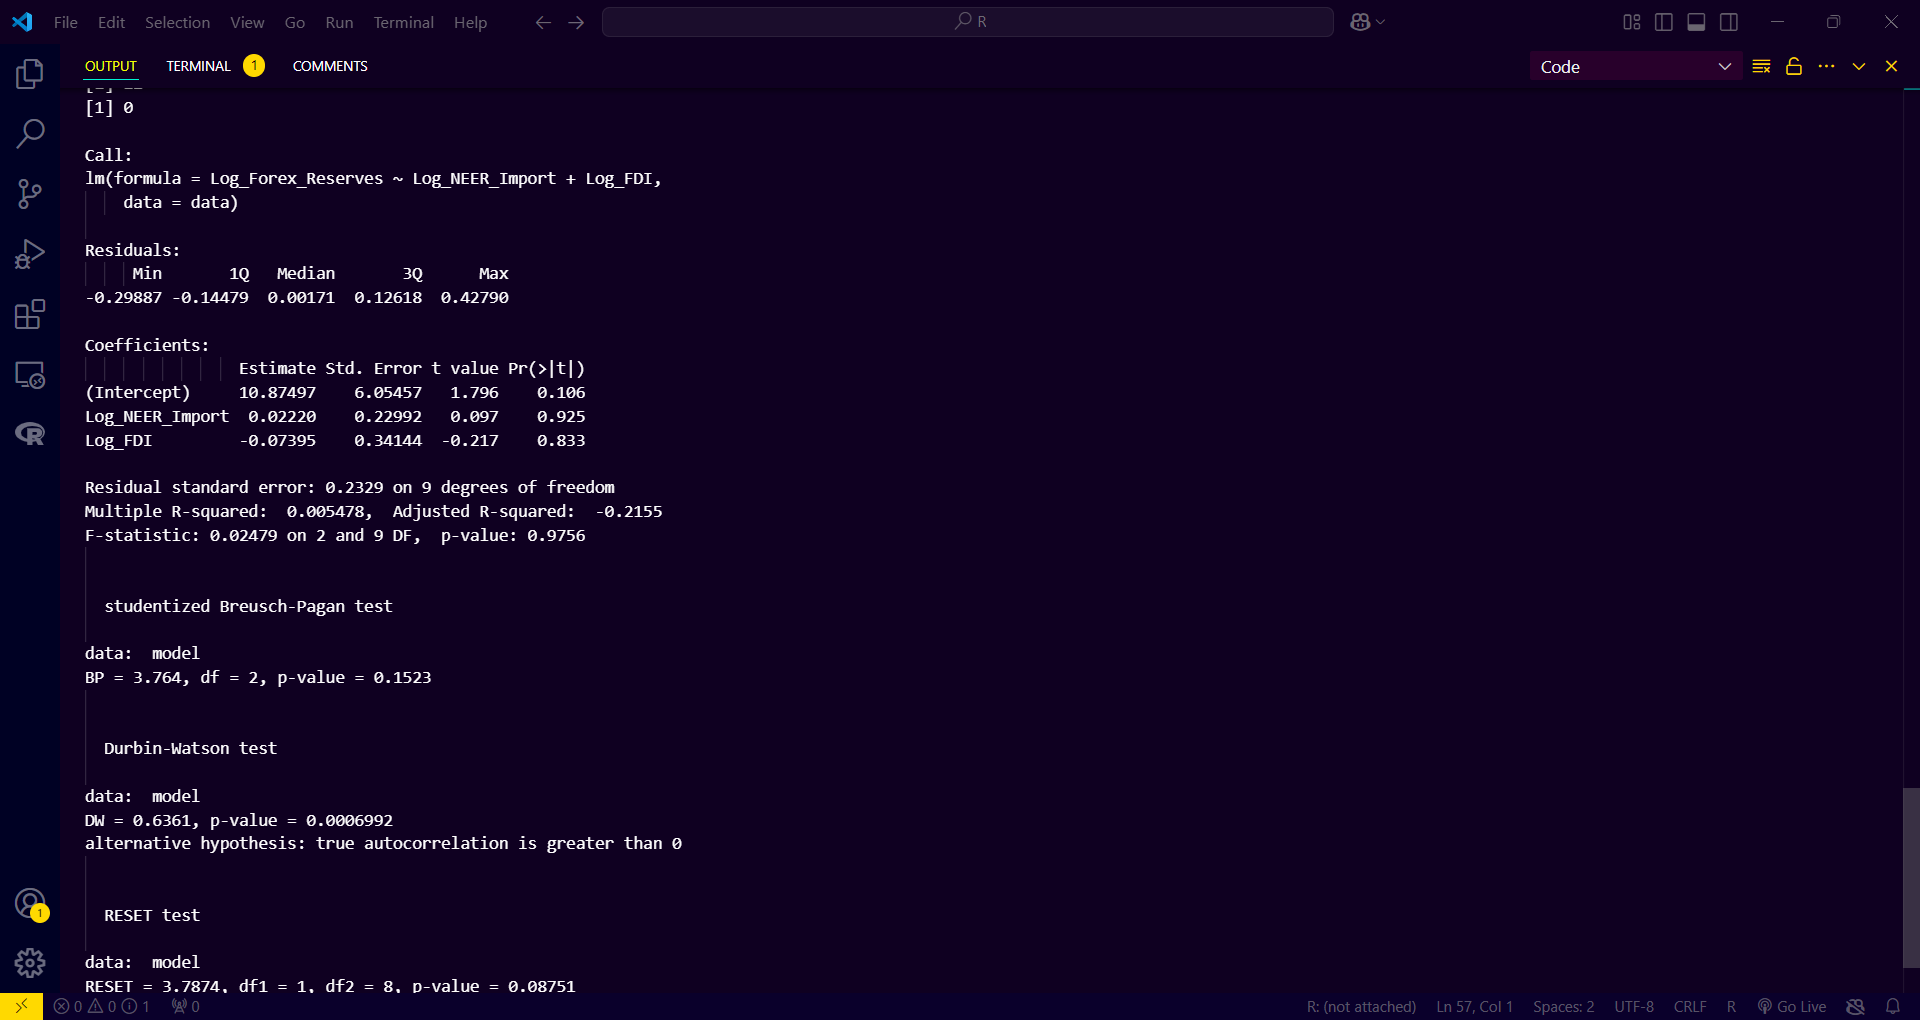 File Edit Selection View Go Run Terminal Help
R
OUTPUT TERMINAL 1 COMMENTS
Code
[1] 0
Call:
lm(formula = Log_Forex_Reserves ~ Log_NEER_Import + Log_FDI,
data = data)
Residuals:
Min 1Q Median 3Q Max
-0.29887 -0.14479 0.00171 0.12618 0.42790
Coefficients:
Estimate Std. Error t value Pr(>|t|)
(Intercept) 10.87497 6.05457 1.796 0.106
Log_NEER_Import 0.02220 0.22992 0.097 0.925
Log_FDI -0.07395 0.34144 -0.217 0.833
Residual standard error: 0.2329 on 9 degrees of freedom
Multiple R-squared: 0.005478, Adjusted R-squared: -0.2155
F-statistic: 0.02479 on 2 and 9 DF, p-value: 0.9756
studentized Breusch-Pagan test
data: model
BP = 3.764, df = 2, p-value = 0.1523
Durbin-Watson test
data: model
DW = 0.6361, p-value = 0.0006992
alternative hypothesis: true autocorrelation is greater than 0
RESET test
data: model
RESET = 3.7874, df1 = 1, df2 = 8, p-value = 0.08751
1
0 0 1 0 R: (not attached) Ln 57, Col 1 Spaces: 2 UTF-8 CRLF R Go Live